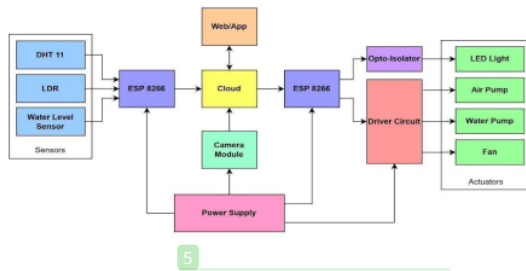 Web/App
DHT 11
LDR
Water Level
Sensor
Sensors
ESP 8266
Cloud
ESP 8266
Camera
Module
Power Supply
Opto-Isolator
Driver Circuit
LED Light
Air Pump
Water Pump
Fan
Actuators
5